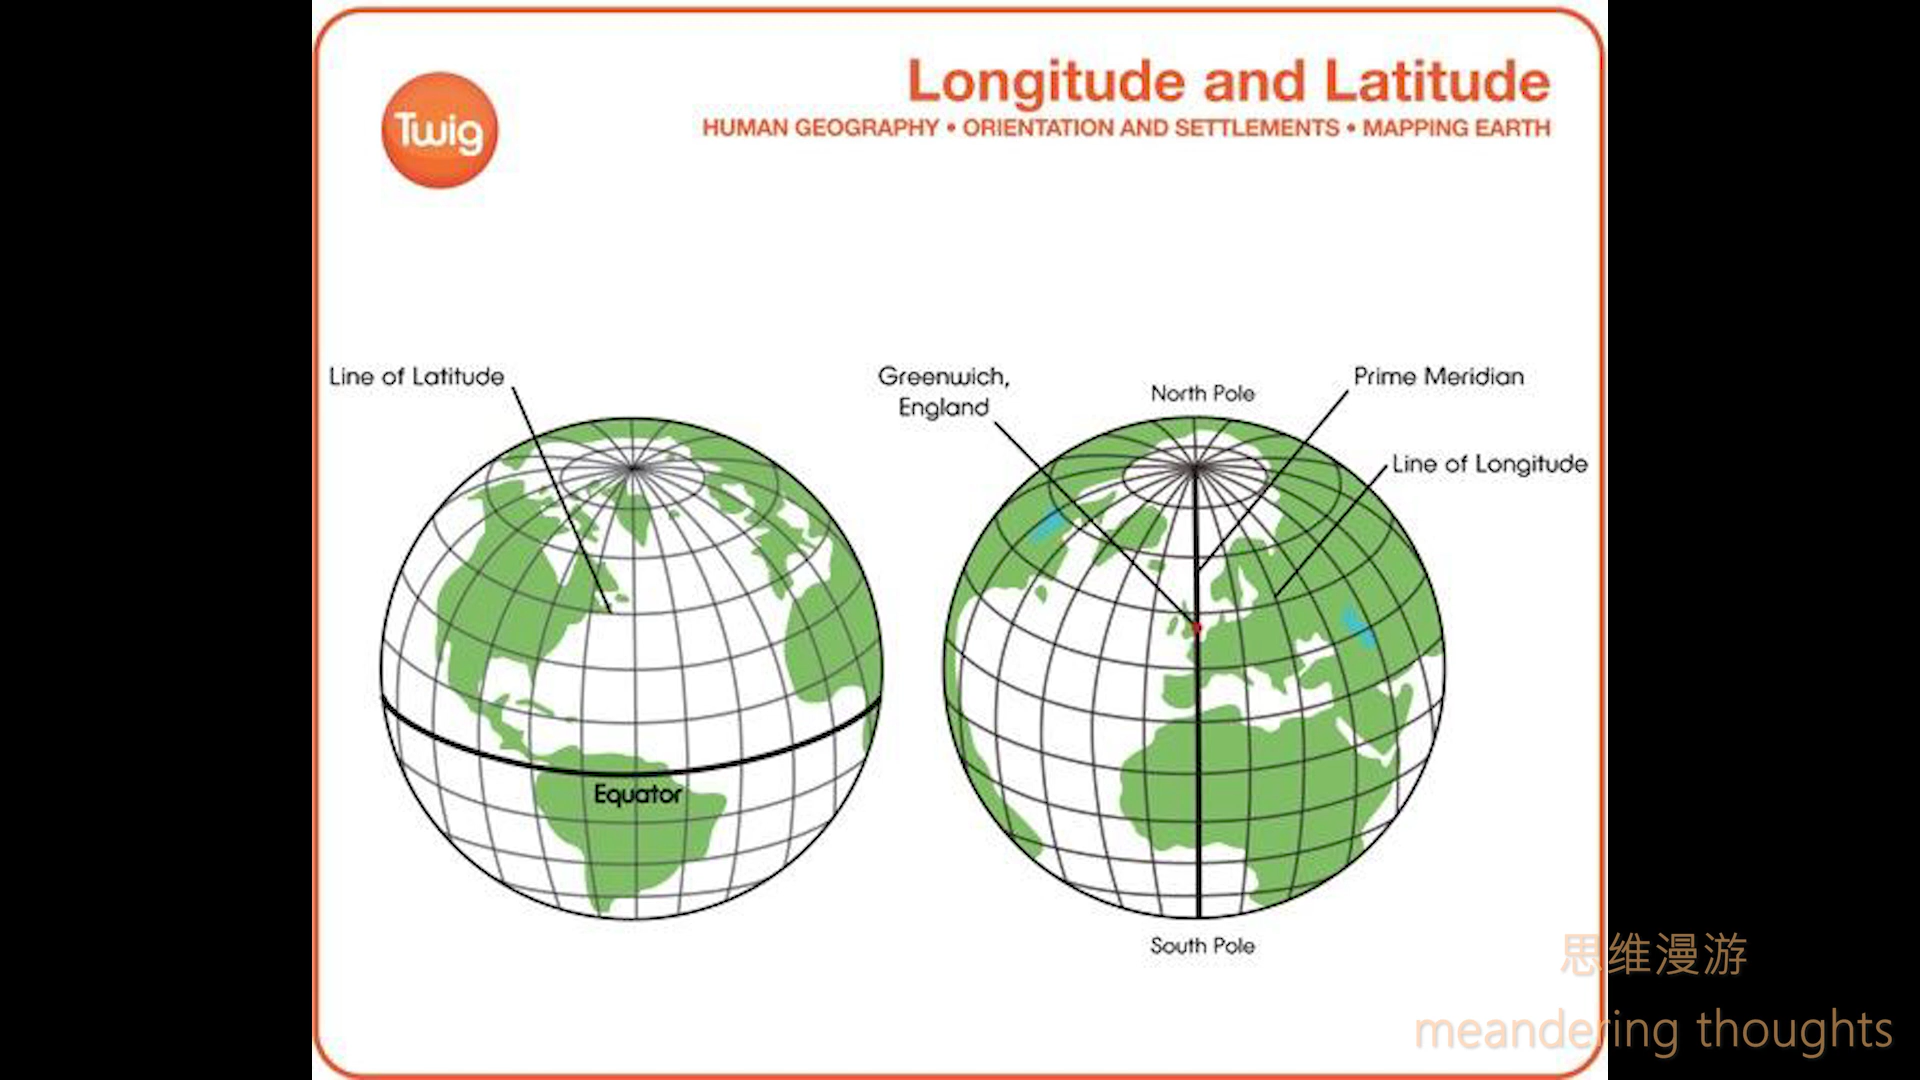 Twig
Longitude and Latitude
HUMAN GEOGRAPHY • ORIENTATION AND SETTLEMENTS • MAPPING EARTH
Line of Latitude
Greenwich,
England
North Pole
Prime Meridian
Line of Longitude
Equator
South Pole
思维漫游
meandering thoughts